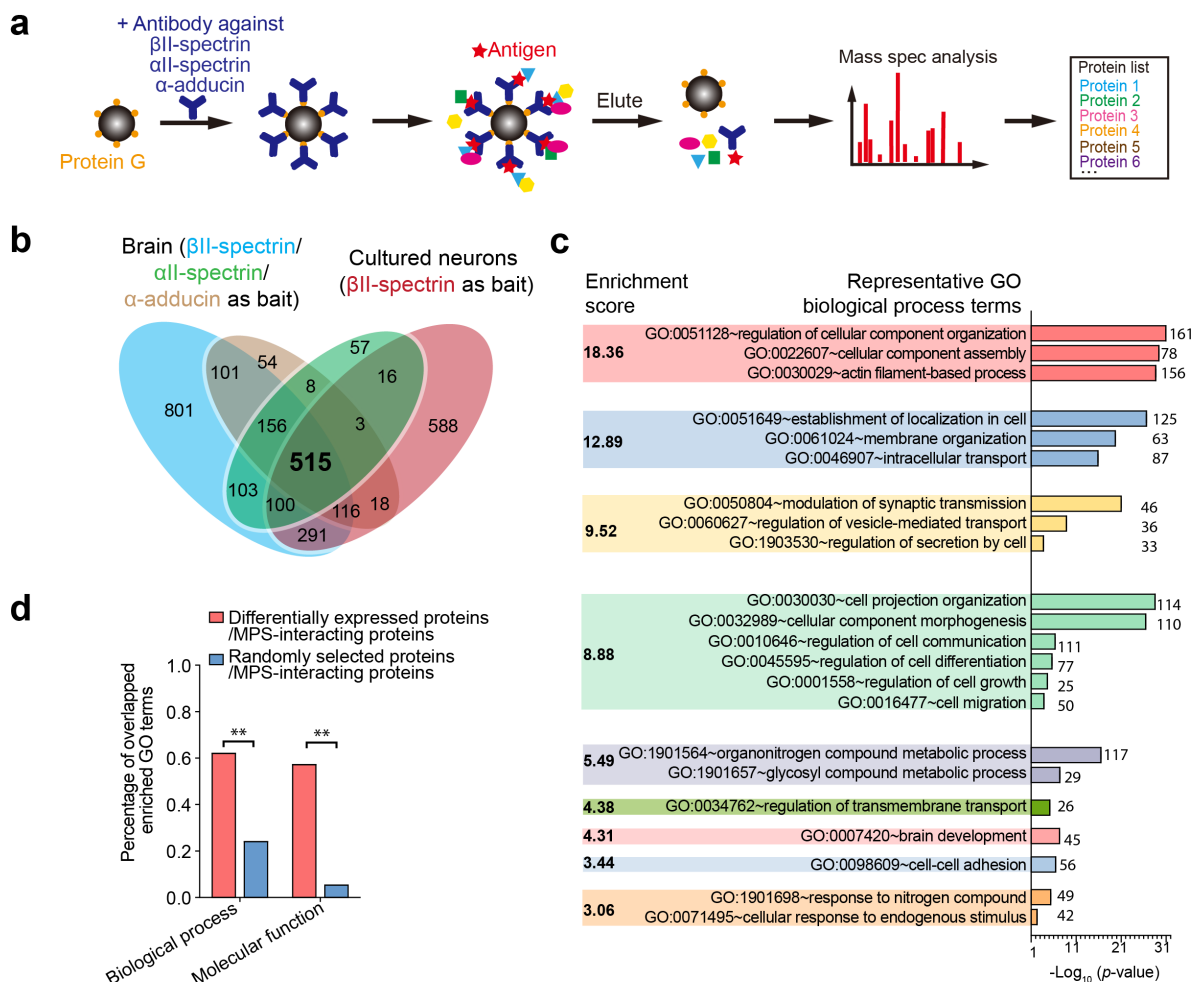 a
+ Antibody against
βII-spectrin
αII-spectrin
α-adducin
Protein G
Antigen
Elute
Mass spec analysis
Protein list
Protein 1
Protein 2
Protein 3
Protein 4
Protein 5
Protein 6
...
b
Brain (βII-spectrin/
αII-spectrin/
α-adducin as bait)
Cultured neurons
(βII-spectrin as bait)
57
54
101
8
16
801
156
3
588
515
103
100
116
18
291
c
Enrichment
score
Representative GO
biological process terms
18.36
GO:0051128~regulation of cellular component organization 161
GO:0022607~cellular component assembly 78
GO:0030029~actin filament-based process 156
12.89
GO:0051649~establishment of localization in cell 125
GO:0061024~membrane organization 63
GO:0046907~intracellular transport 87
9.52
GO:0050804~modulation of synaptic transmission 46
GO:0060627~regulation of vesicle-mediated transport 36
GO:1903530~regulation of secretion by cell 33
8.88
GO:0030030~cell projection organization 114
GO:0032989~cellular component morphogenesis 110
GO:0010646~regulation of cell communication 111
GO:0045595~regulation of cell differentiation 77
GO:0001558~regulation of cell growth 25
GO:0016477~cell migration 50
5.49
GO:1901564~organonitrogen compound metabolic process 117
GO:1901657~glycosyl compound metabolic process 29
4.38 GO:0034762~regulation of transmembrane transport 26
4.31 GO:0007420~brain development 45
3.44 GO:0098609~cell-cell adhesion 56
3.06
GO:1901698~response to nitrogen compound 49
GO:0071495~cellular response to endogenous stimulus 42
1 11 21 31
-Log10 (p-value)
d
Differentially expressed proteins
/MPS-interacting proteins
Randomly selected proteins
/MPS-interacting proteins
Percentage of overlapped
enriched GO terms
1.0
0.8
0.6
0.4
0.2
0.0
** **
Biological process
Molecular function